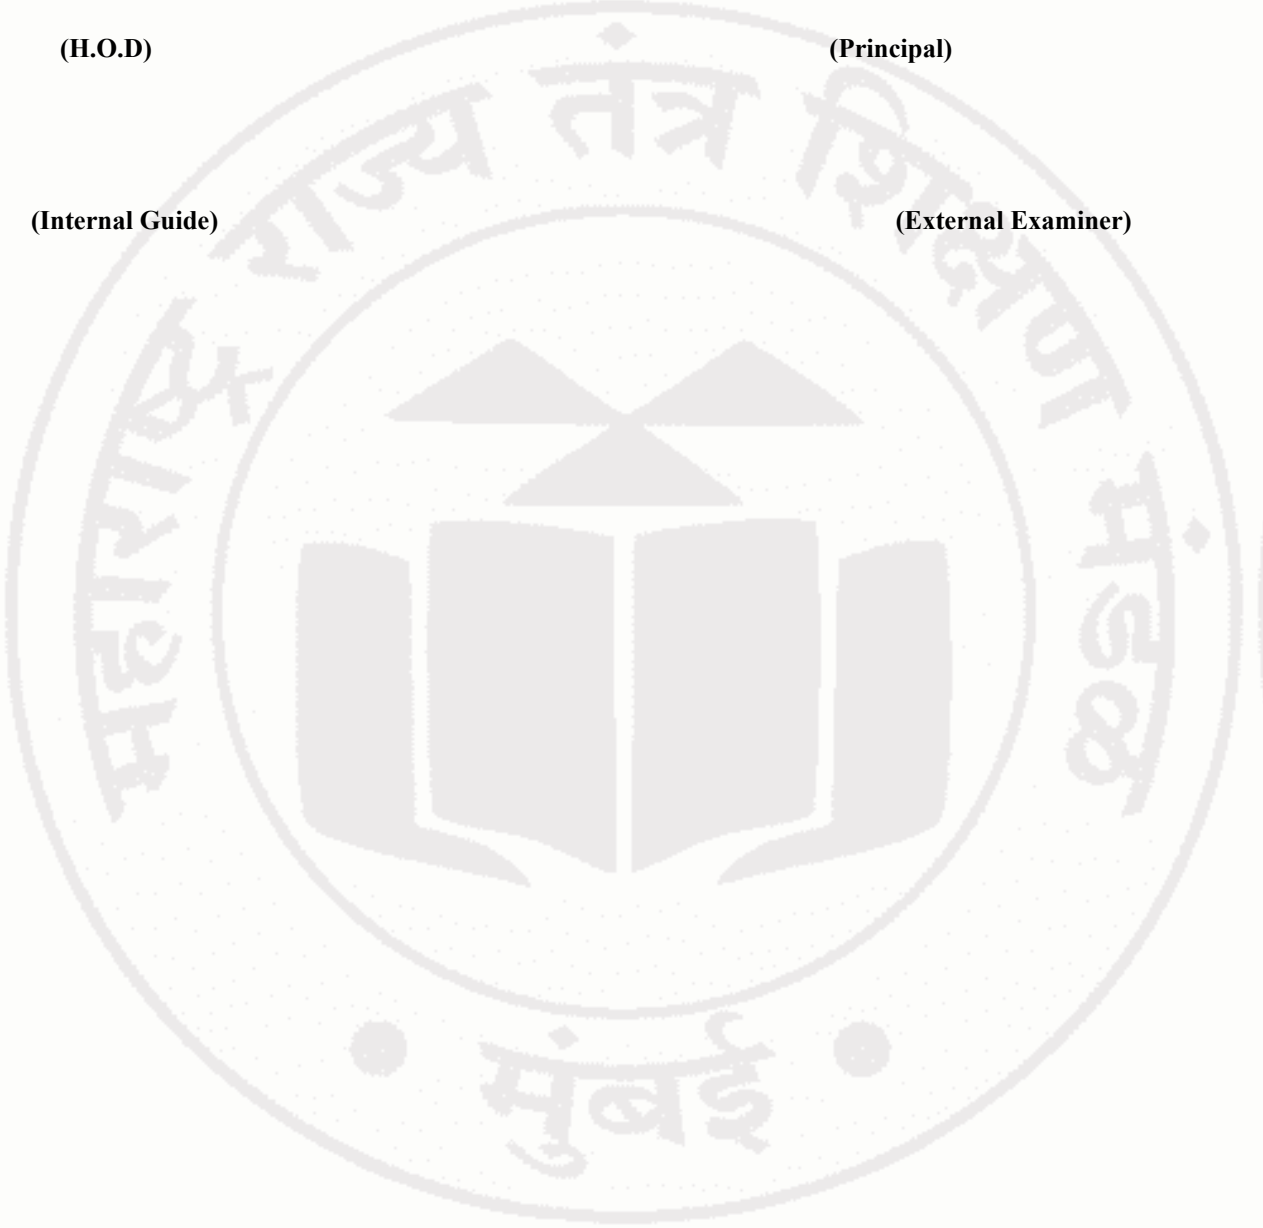 (H.O.D) (Principal)
(Internal Guide) (External Examiner)
महाराष्ट्र राज्य तंत्र शिक्षण मंडळ
मुंबई